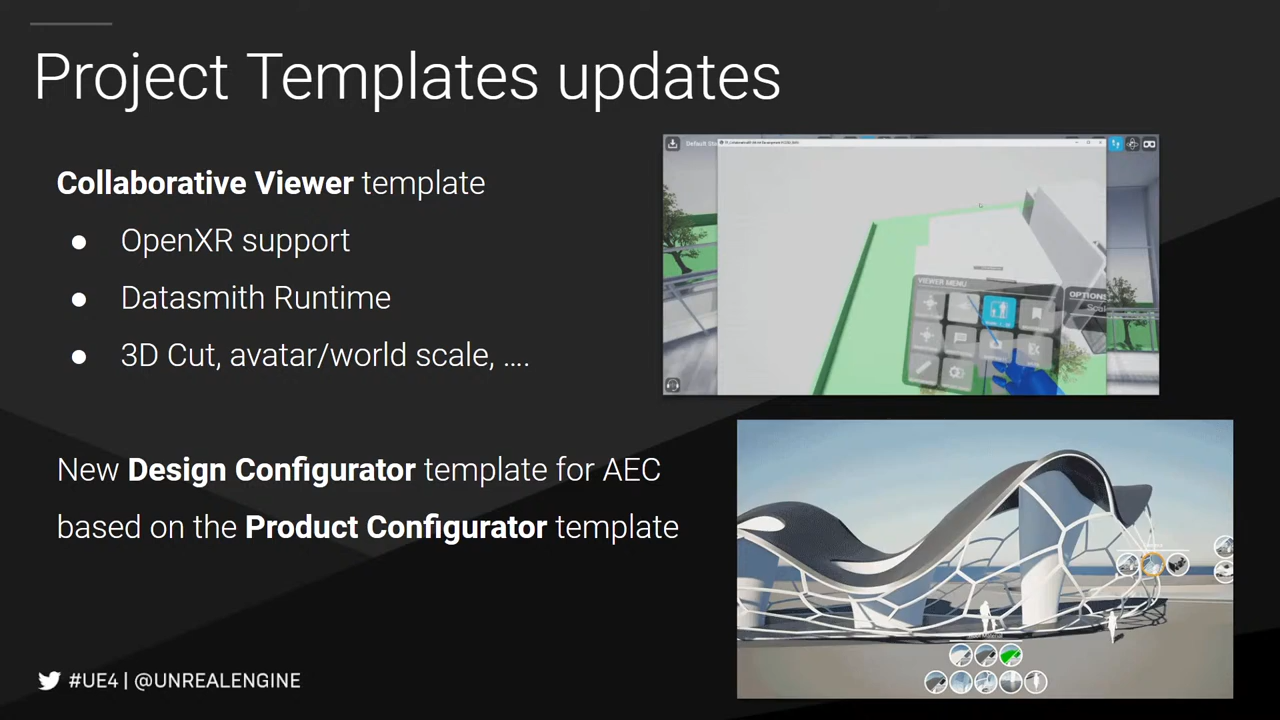 Project Templates updates
Collaborative Viewer template
● OpenXR support
● Datasmith Runtime
● 3D Cut, avatar/world scale, ....
New Design Configurator template for AEC
based on the Product Configurator template
#UE4 | @UNREALENGINE
VIEWER MENU
OPTIONS